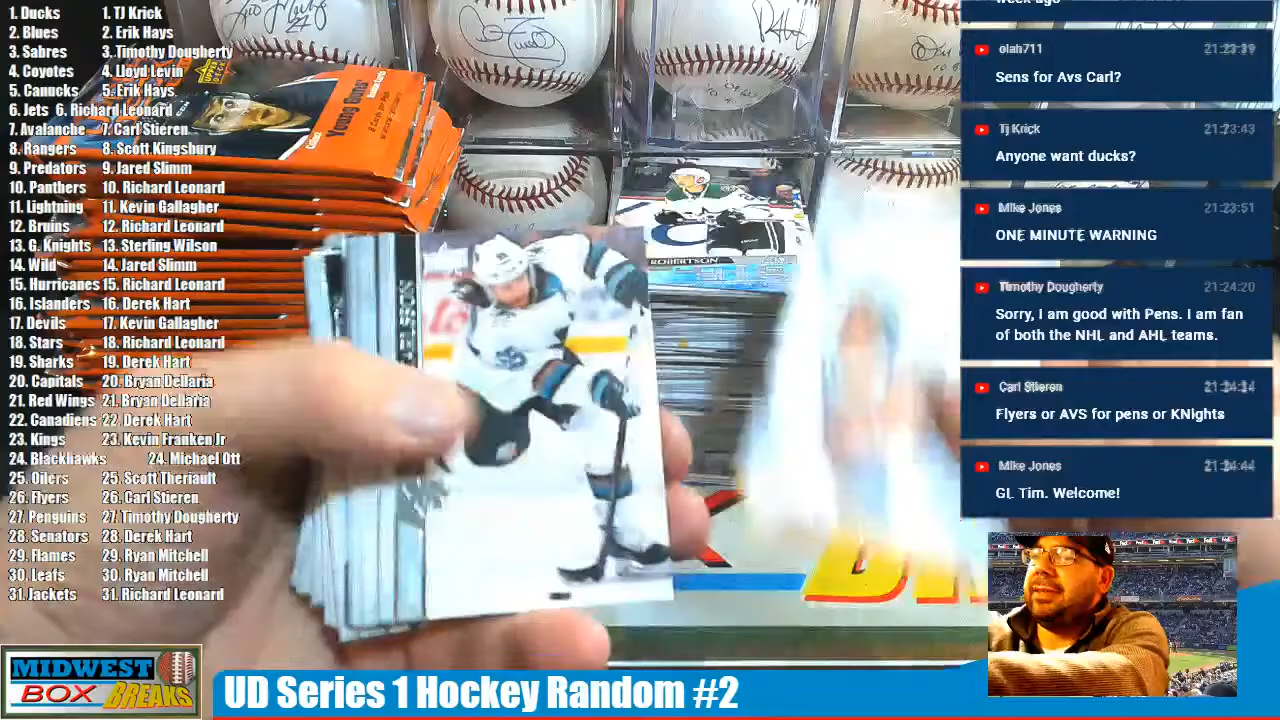 1. Ducks 1. TJ Krick
2. Blues 2. Erik Hays
3. Sabres 3. Timothy Dougherty
4. Coyotes 4. Lloyd Levin
5. Canucks 5. Erik Hays
6. Jets 6. Richard Leonard
7. Avalanche 7. Carl Stieren
8. Rangers 8. Scott Kingsbury
9. Predators 9. Jared Slimm
10. Panthers 10. Richard Leonard
11. Lightning 11. Kevin Gallagher
12. Bruins 12. Richard Leonard
13. G. Knights 13. Sterling Wilson
14. Wild 14. Jared Slimm
15. Hurricanes 15. Richard Leonard
16. Islanders 16. Derek Hart
17. Devils 17. Kevin Gallagher
18. Stars 18. Richard Leonard
19. Sharks 19. Derek Hart
20. Capitals 20. Bryan Dellaria
21. Red Wings 21. Bryan Dellaria
22. Canadiens 22. Derek Hart
23. Kings 23. Kevin Franken Jr
24. Blackhawks 24. Michael Ott
25. Oilers 25. Scott Theriault
26. Flyers 26. Carl Stieren
27. Penguins 27. Timothy Dougherty
28. Senators 28. Derek Hart
29. Flames 29. Ryan Mitchell
30. Leafs 30. Ryan Mitchell
31. Jackets 31. Richard Leonard
UPPER DECK
Young Guns
ROBERTSON
week ago
olah711 21:23:39
Sens for Avs Carl?
Tj Krick 21:23:43
Anyone want ducks?
Mike Jones 21:23:51
ONE MINUTE WARNING
Timothy Dougherty 21:24:20
Sorry, I am good with Pens. I am fan
of both the NHL and AHL teams.
Carl Stieren
Flyers or AVS for pens or KNights
Mike Jones
GL Tim. Welcome!
MIDWEST
BOX
BREAKS
UD Series 1 Hockey Random #2